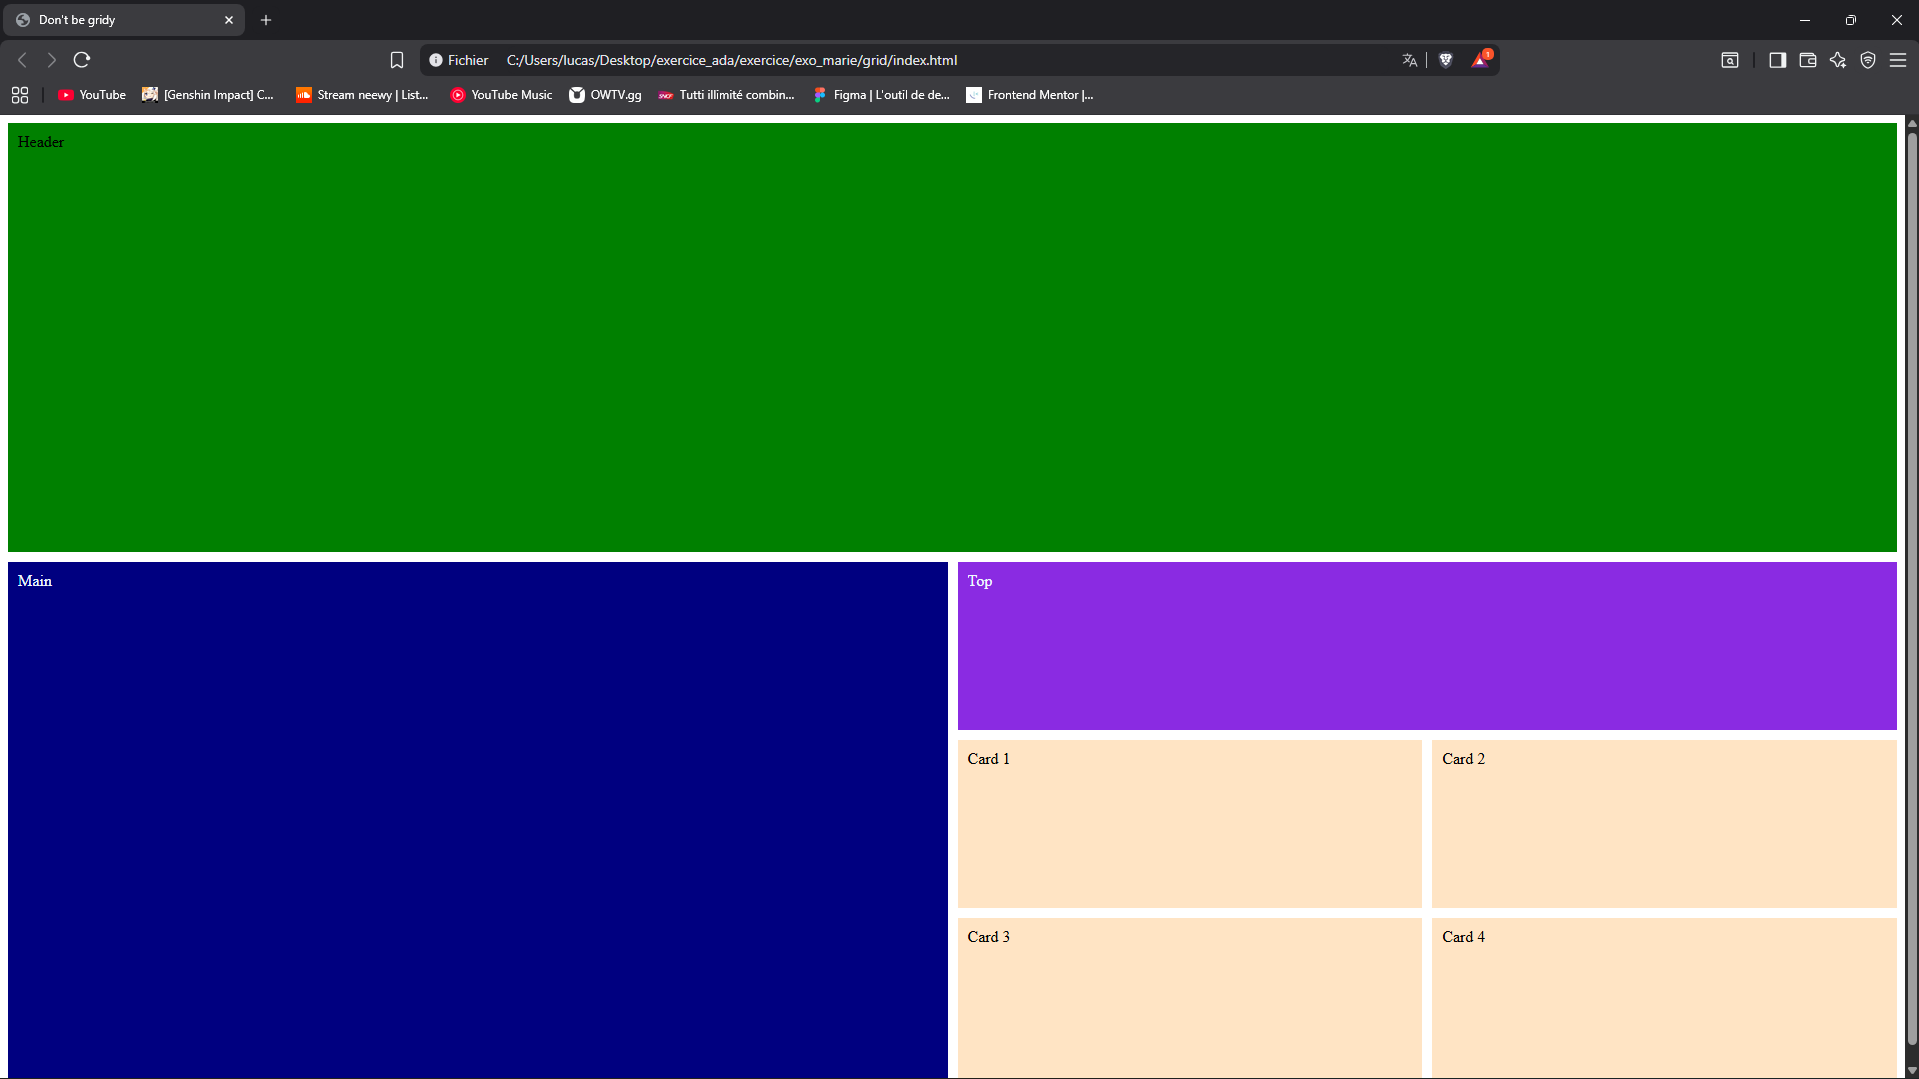 Don't be gridy
Fichier C:/Users/lucas/Desktop/exercice_ada/exercice/exo_marie/grid/index.html
1
YouTube [Genshin Impact] C... Stream neewy | List... YouTube Music OWTV.gg Tutti illimité combin... Figma | L'outil de de... Frontend Mentor |...
Header
Main
Top
Card 1 Card 2
Card 3 Card 4